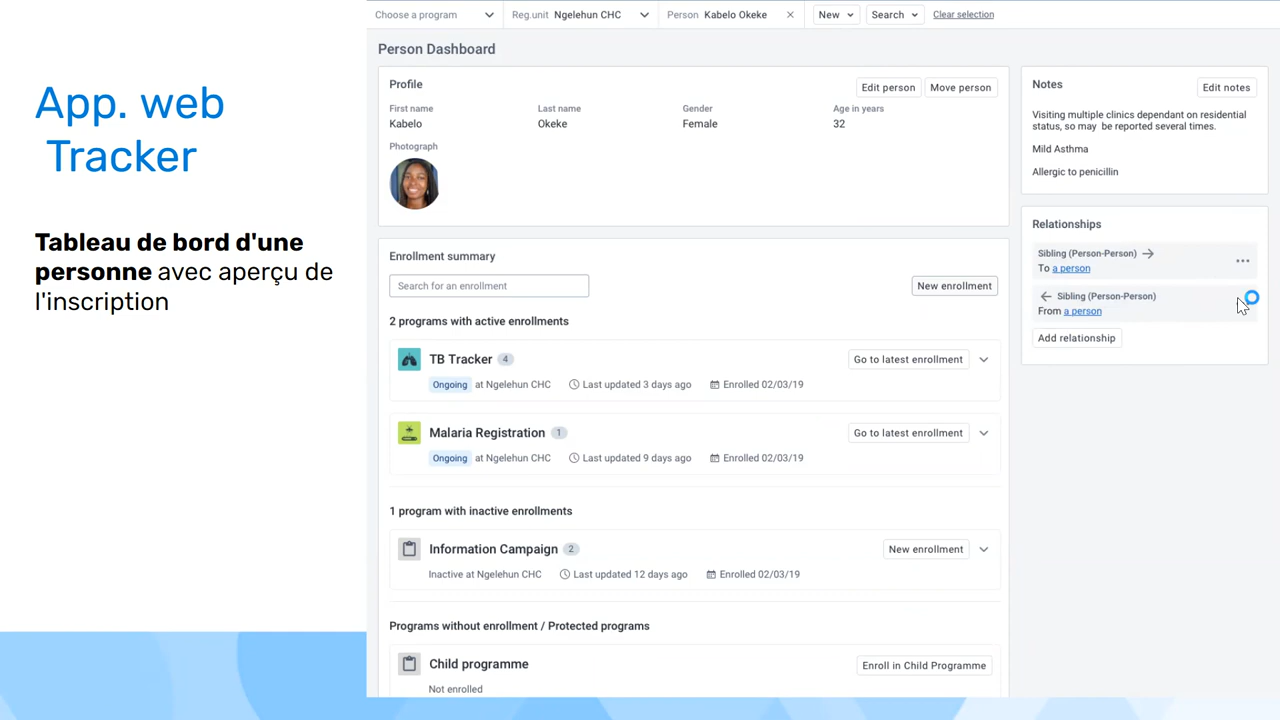 App. web
Tracker
Tableau de bord d'une
personne avec aperçu de
l'inscription
Choose a program
Reg.unit Ngelehun CHC
Person Kabelo Okeke
New
Search
Clear selection
Person Dashboard
Profile
Edit person
Move person
First name
Last name
Gender
Age in years
Kabelo
Okeke
Female
32
Photograph
Enrollment summary
Search for an enrollment
New enrollment
2 programs with active enrollments
TB Tracker 4
Go to latest enrollment
Ongoing at Ngelehun CHC Last updated 3 days ago Enrolled 02/03/19
Malaria Registration 1
Go to latest enrollment
Ongoing at Ngelehun CHC Last updated 9 days ago Enrolled 02/03/19
1 program with inactive enrollments
Information Campaign 2
New enrollment
Inactive at Ngelehun CHC Last updated 12 days ago Enrolled 02/03/19
Programs without enrollment / Protected programs
Child programme
Enroll in Child Programme
Not enrolled
Notes
Edit notes
Visiting multiple clinics dependant on residential
status, so may be reported several times.
Mild Asthma
Allergic to penicillin
Relationships
Sibling (Person-Person)
To a person
Sibling (Person-Person)
From a person
Add relationship